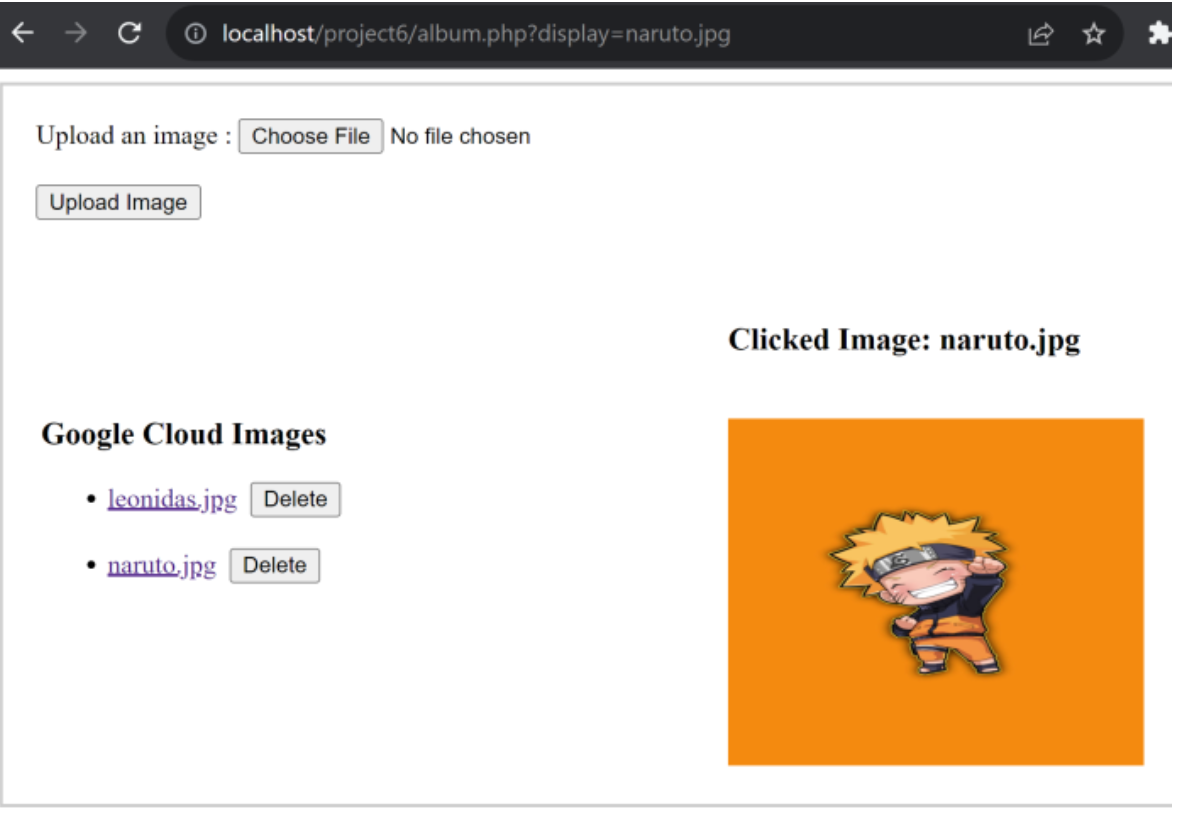 localhost/project6/album.php?display=naruto.jpg
Upload an image : Choose File No file chosen
Upload Image
Clicked Image: naruto.jpg
Google Cloud Images
• leonidas.jpg Delete
• naruto.jpg Delete